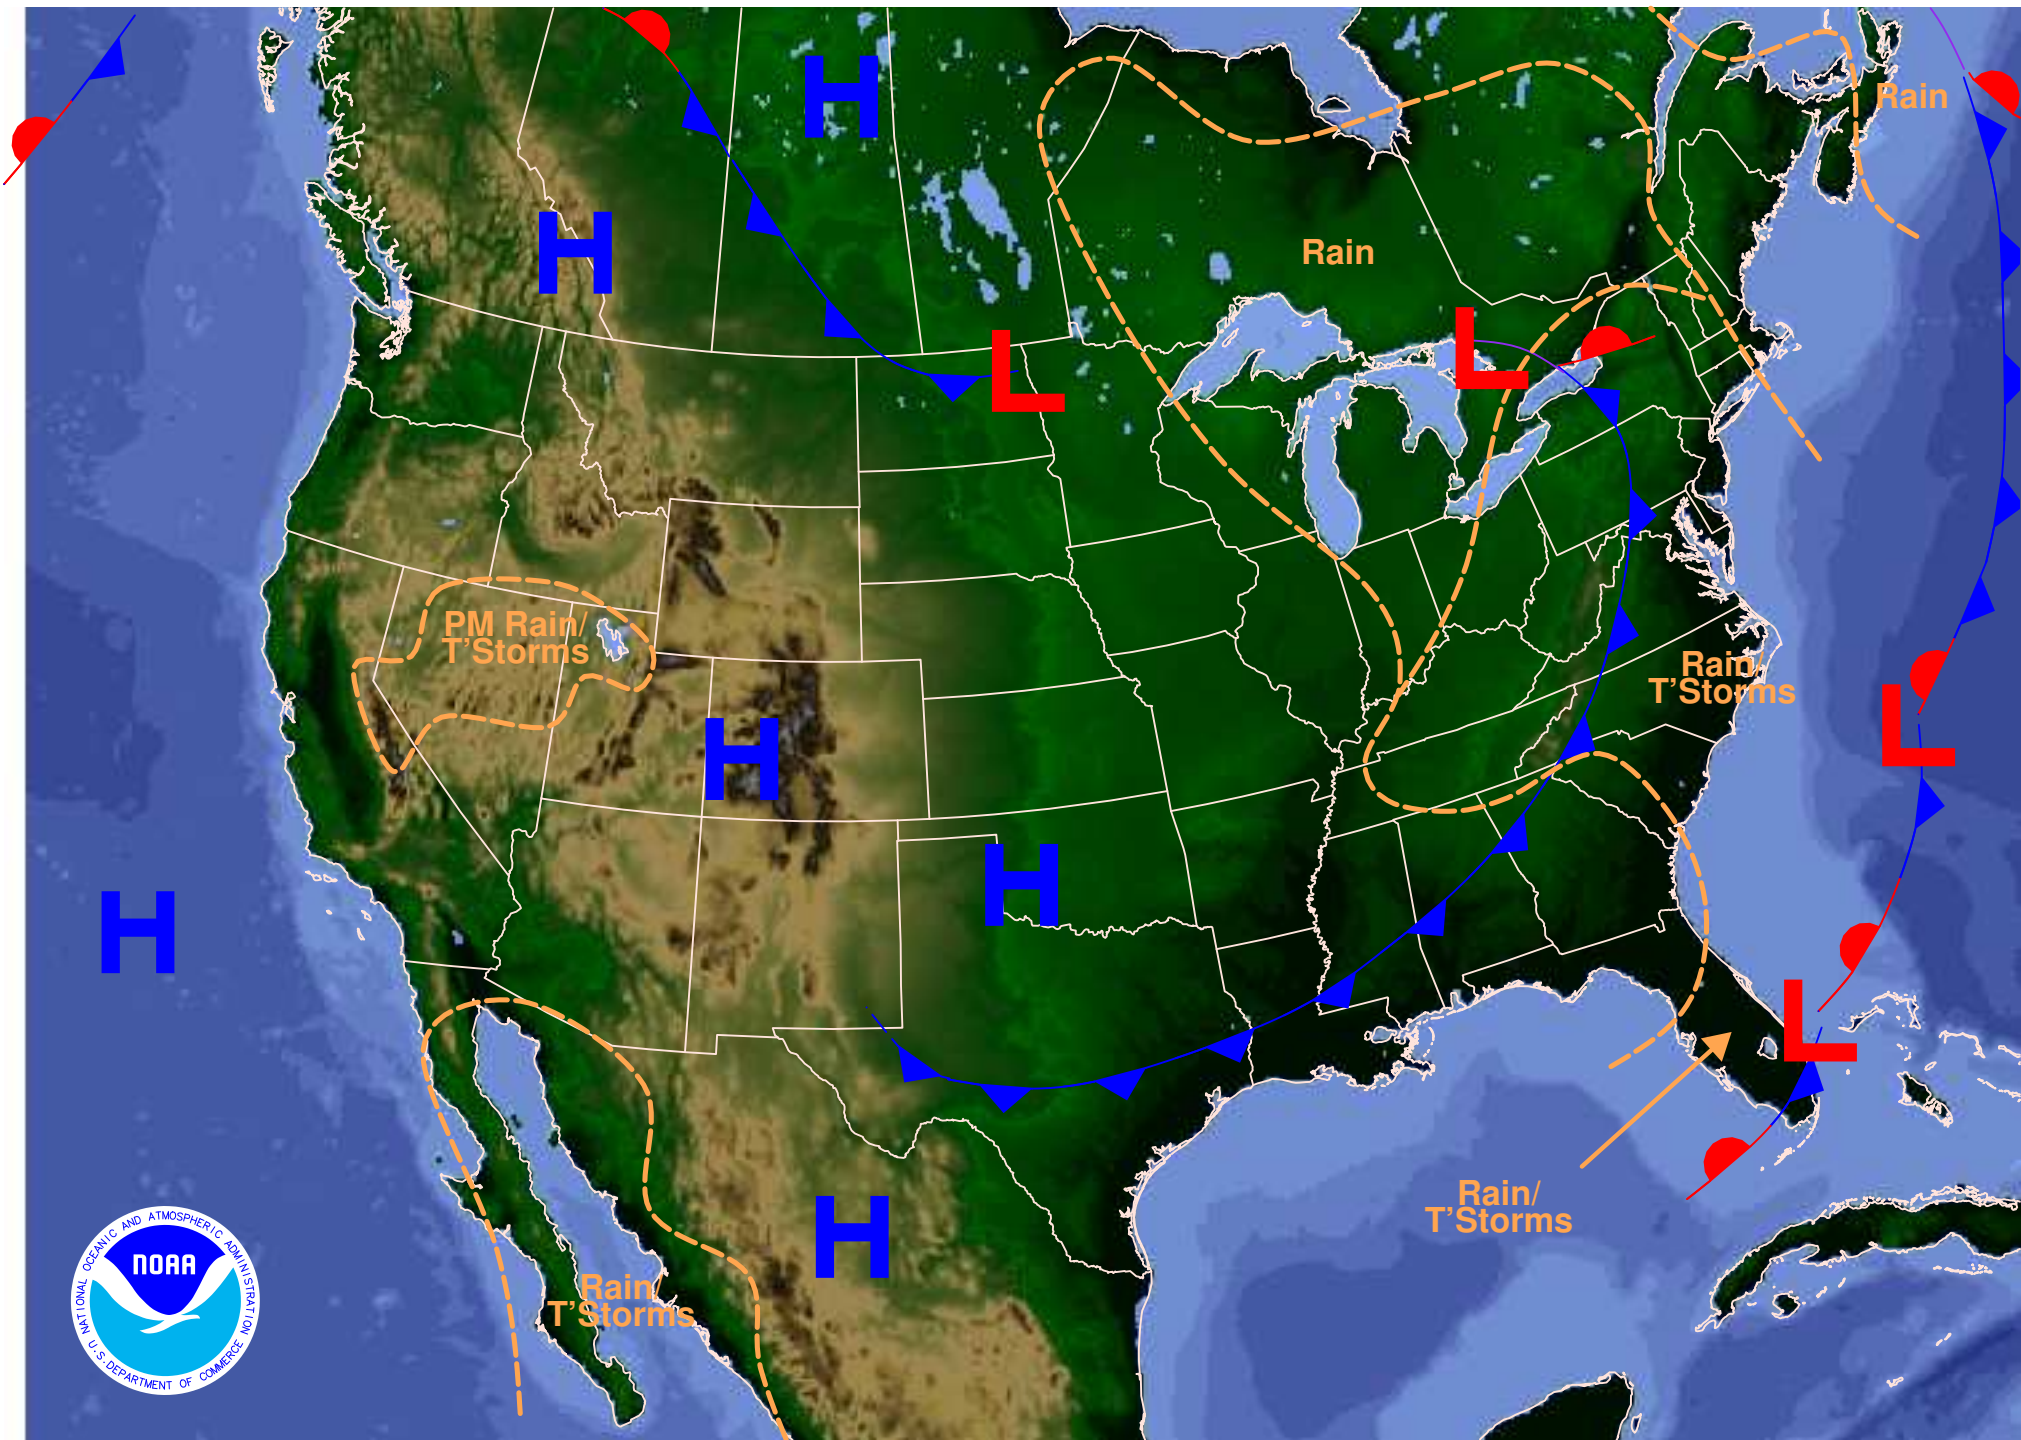 H
Rain
H
Rain
L
L
PM Rain/
T'Storms
Rain/
T'Storms
L
H
H
H
L
Rain/
T'Storms
H
Rain/
T'Storms
NATIONAL OCEANIC AND ATMOSPHERIC ADMINISTRATION
NOAA
U.S. DEPARTMENT OF COMMERCE